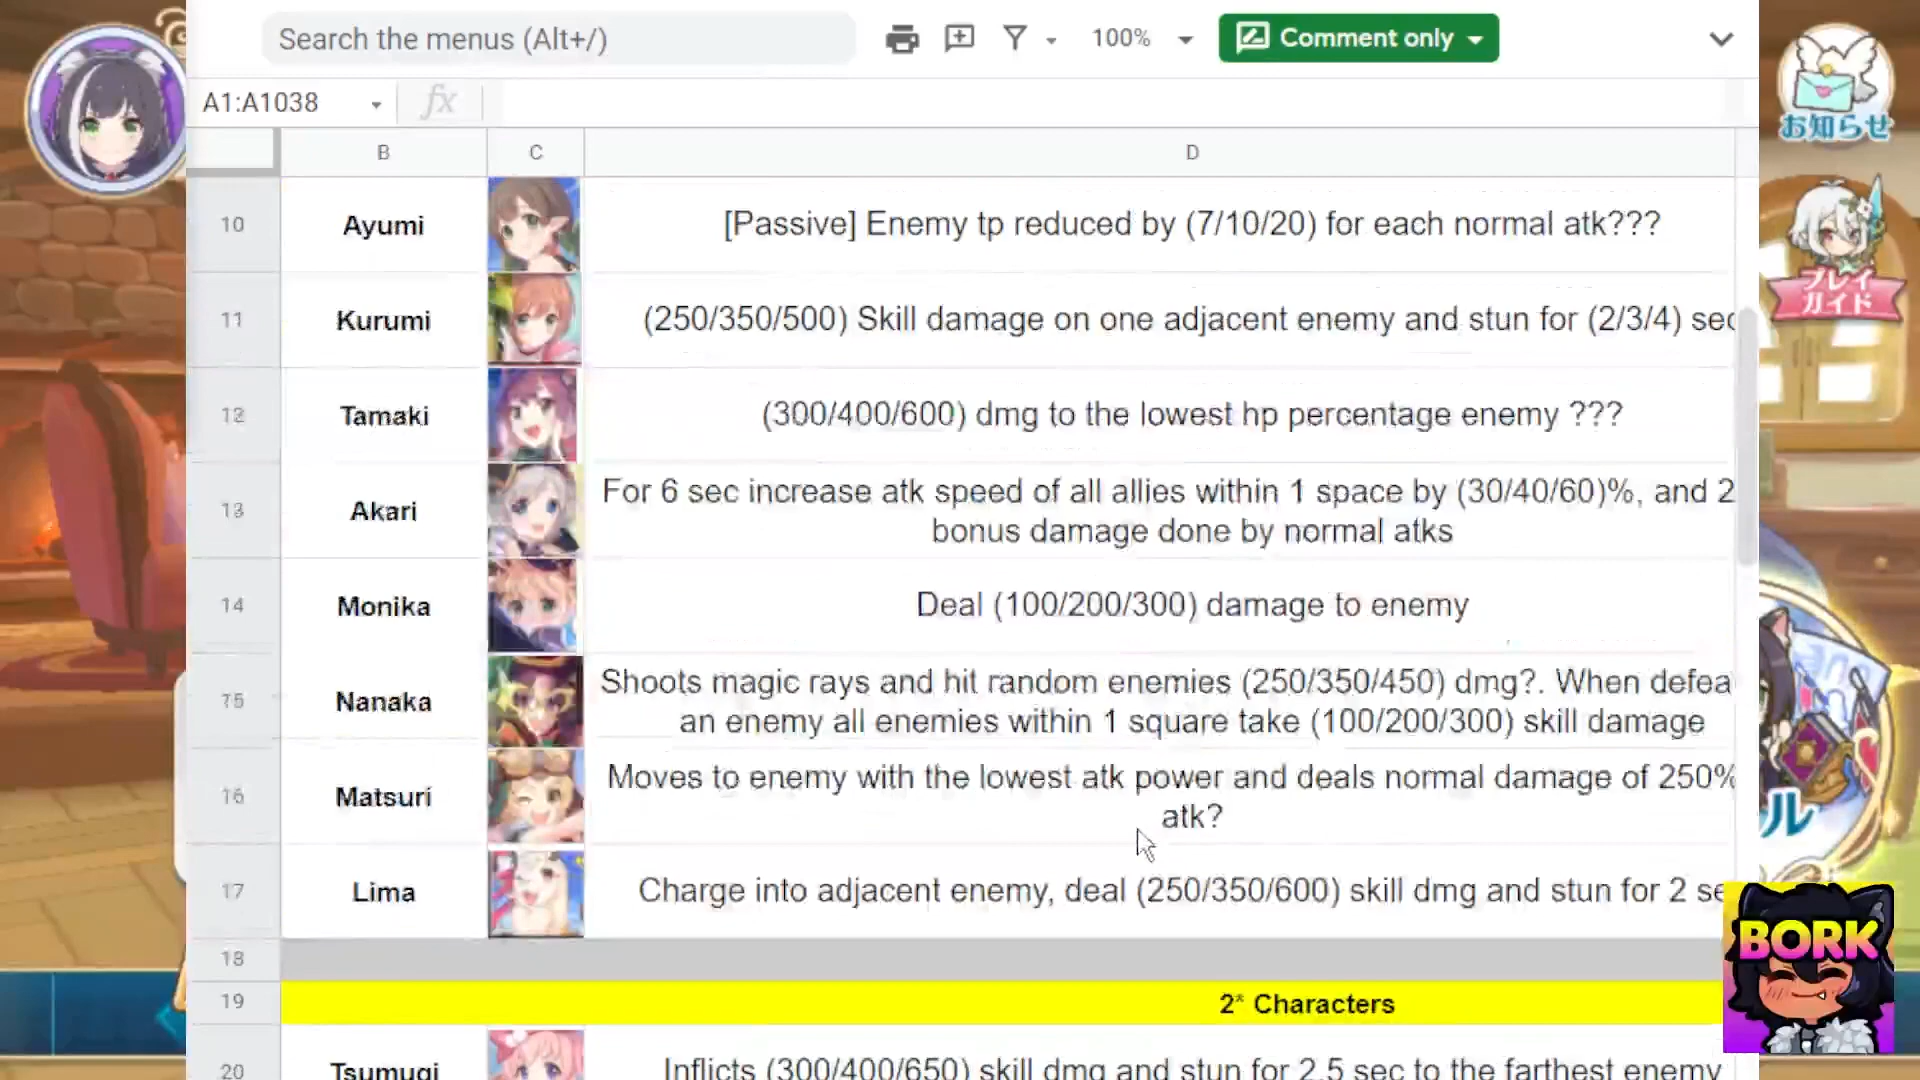 Search the menus (Alt+/)
100%
Comment only
A1:A1038
fx
B
C
D
10
Ayumi
[Passive] Enemy tp reduced by (7/10/20) for each normal atk???
11
Kurumi
(250/350/500) Skill damage on one adjacent enemy and stun for (2/3/4) sec
12
Tamaki
(300/400/600) dmg to the lowest hp percentage enemy ???
13
Akari
For 6 sec increase atk speed of all allies within 1 space by (30/40/60)%, and 2
bonus damage done by normal atks
14
Monika
Deal (100/200/300) damage to enemy
15
Nanaka
Shoots magic rays and hit random enemies (250/350/450) dmg?. When defea
an enemy all enemies within 1 square take (100/200/300) skill damage
16
Matsuri
Moves to enemy with the lowest atk power and deals normal damage of 250%
atk?
17
Lima
Charge into adjacent enemy, deal (250/350/600) skill dmg and stun for 2 se
18
19
2* Characters
20
Tsumugi
Inflicts (300/400/650) skill dmg and stun for 2.5 sec to the farthest enemy
お知らせ
プレイ
ガイド
ル
BORK